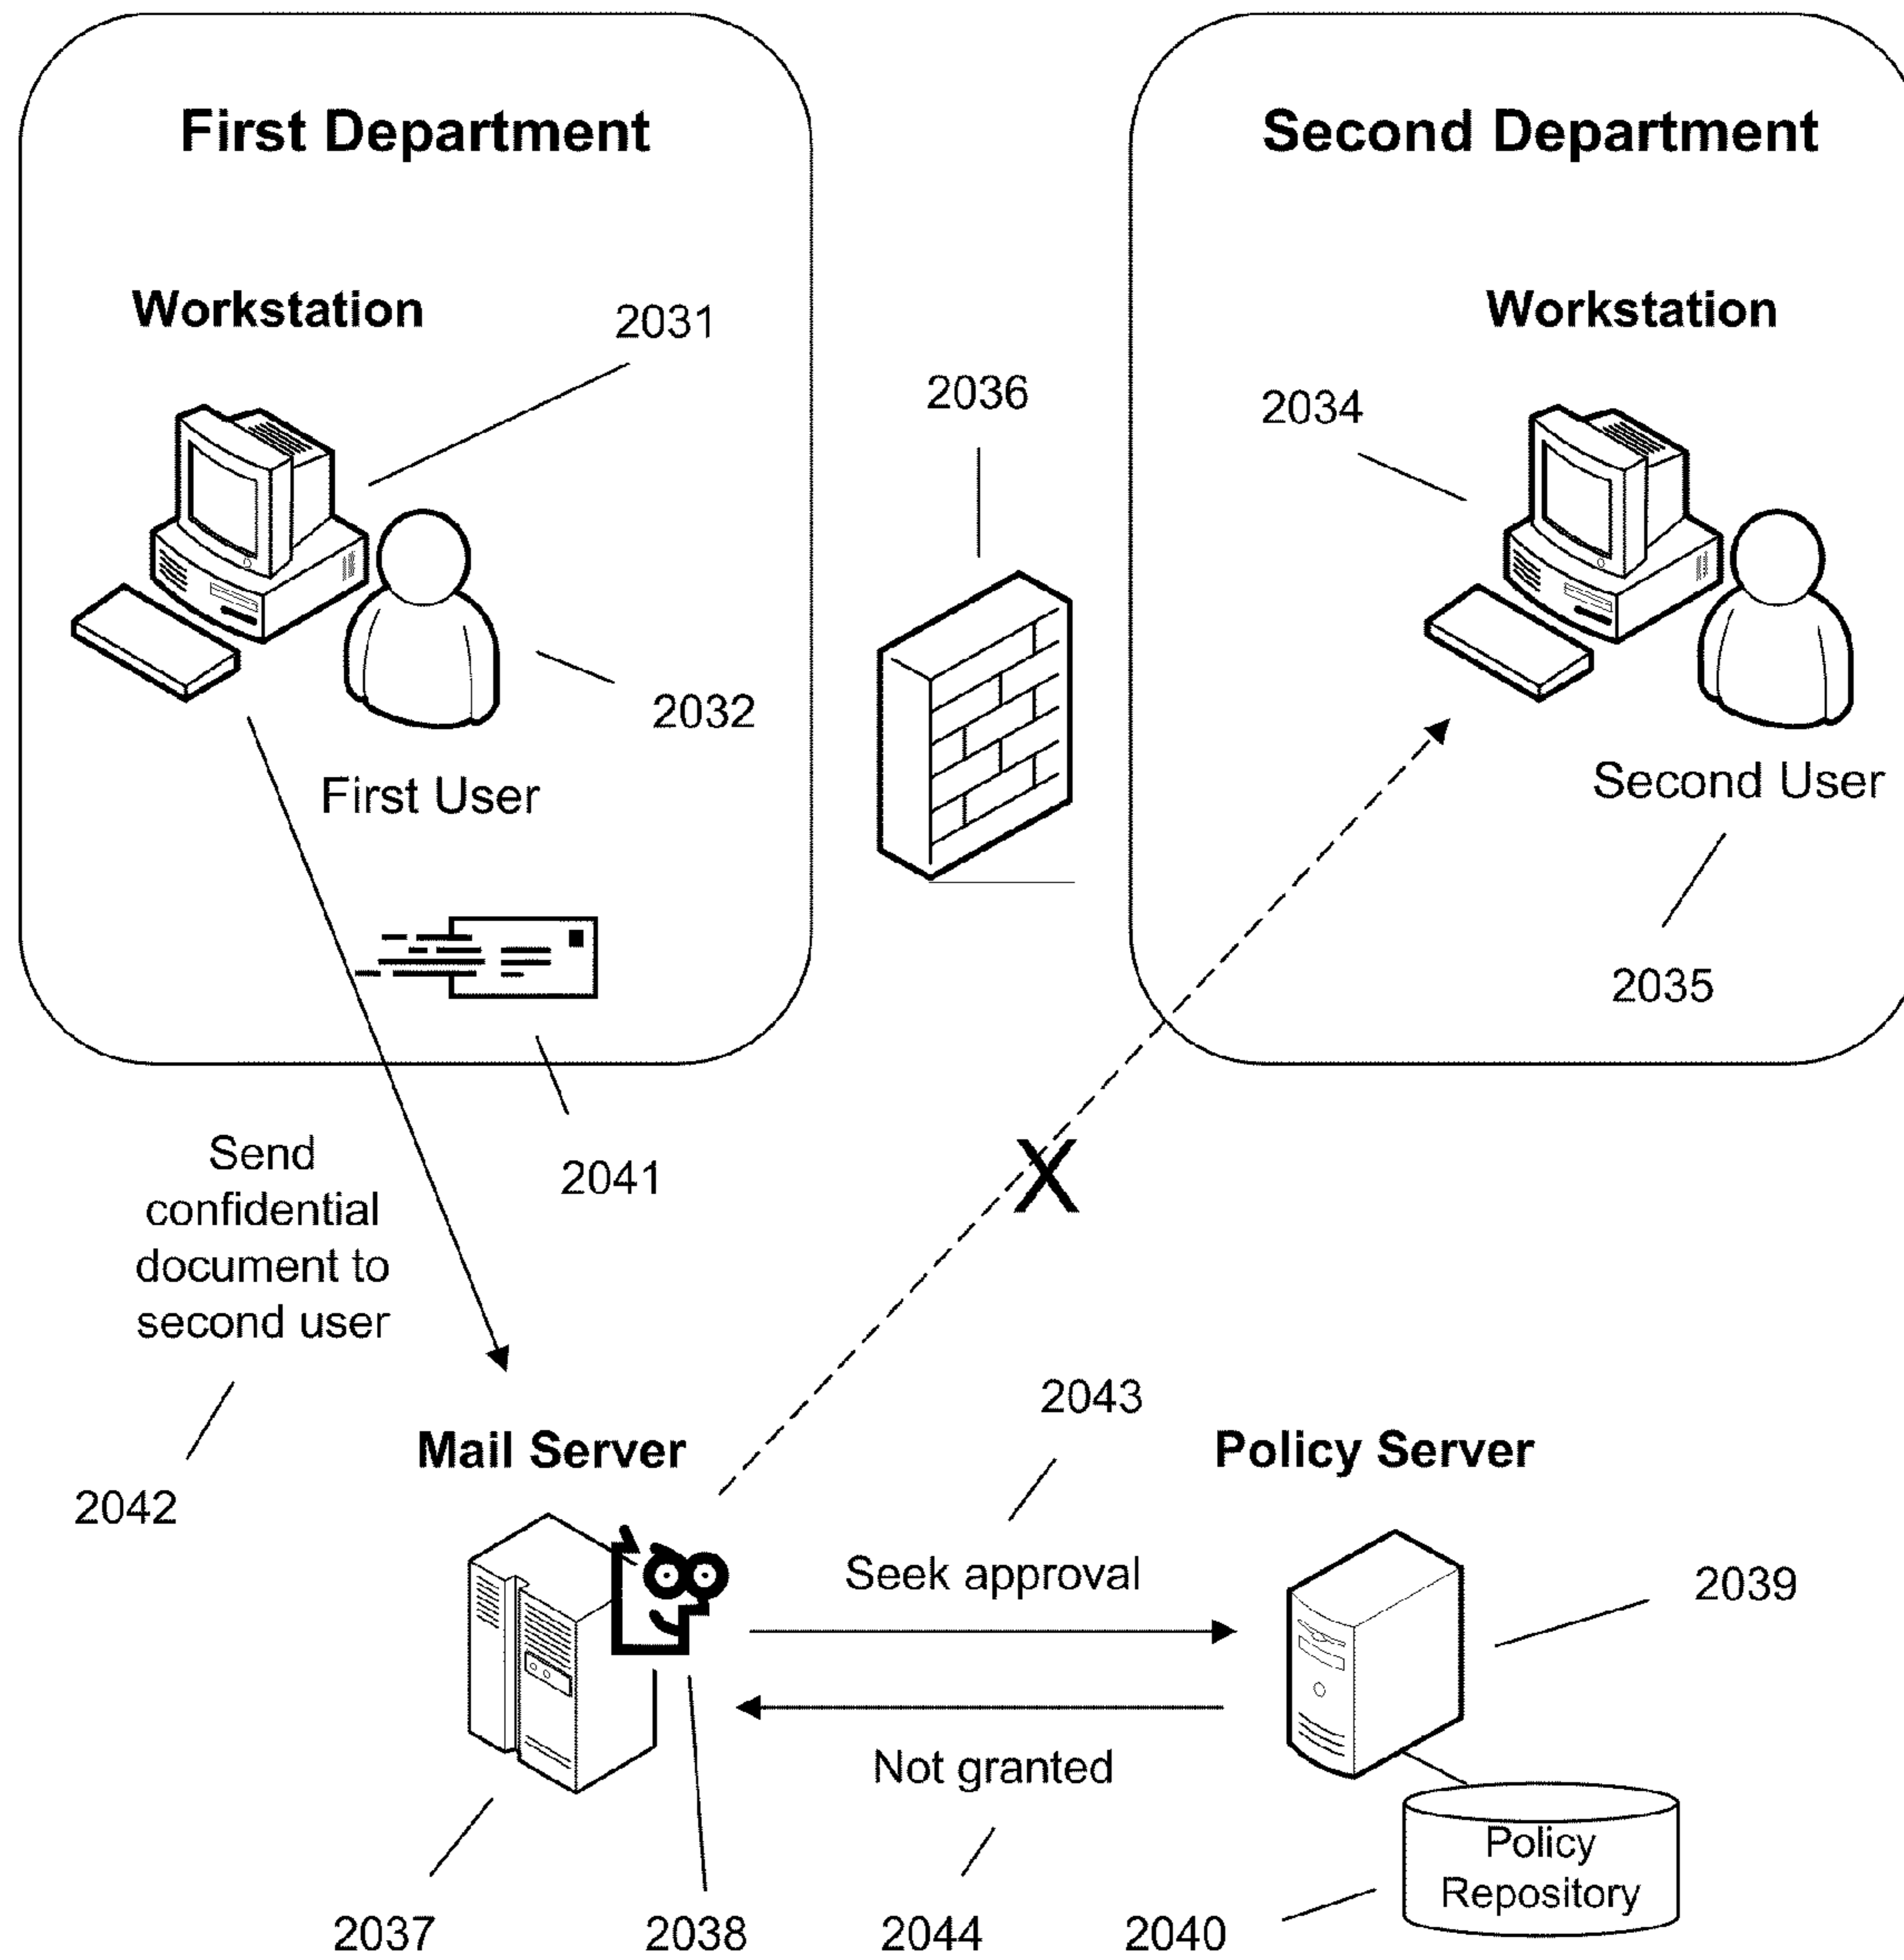 First Department
Second Department
Workstation
2031
Workstation
2036
2034
2032
First User
Second User
2035
2041
Send
confidential
document to
second user
X
2042
2043
Mail Server
Policy Server
Seek approval
2039
Not granted
Policy
Repository
2037
2038
2044
2040